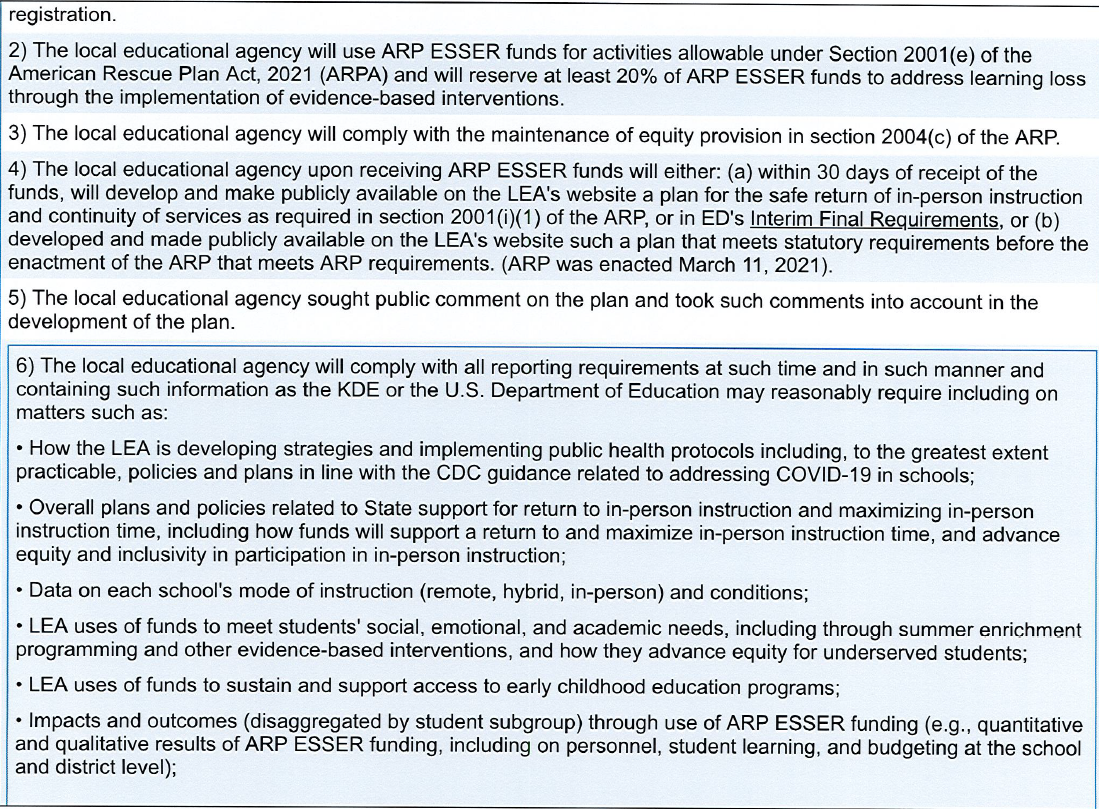 registration.
2) The local educational agency will use ARP ESSER funds for activities allowable under Section 2001(e) of the
American Rescue Plan Act, 2021 (ARPA) and will reserve at least 20% of ARP ESSER funds to address learning loss
through the implementation of evidence-based interventions.
3) The local educational agency will comply with the maintenance of equity provision in section 2004(c) of the ARP.
4) The local educational agency upon receiving ARP ESSER funds will either: (a) within 30 days of receipt of the
funds, will develop and make publicly available on the LEA's website a plan for the safe return of in-person instruction
and continuity of services as required in section 2001(i)(1) of the ARP, or in ED's Interim Final Requirements, or (b)
developed and made publicly available on the LEA's website such a plan that meets statutory requirements before the
enactment of the ARP that meets ARP requirements. (ARP was enacted March 11, 2021).
5) The local educational agency sought public comment on the plan and took such comments into account in the
development of the plan.
6) The local educational agency will comply with all reporting requirements at such time and in such manner and
containing such information as the KDE or the U.S. Department of Education may reasonably require including on
matters such as:
• How the LEA is developing strategies and implementing public health protocols including, to the greatest extent
practicable, policies and plans in line with the CDC guidance related to addressing COVID-19 in schools;
• Overall plans and policies related to State support for return to in-person instruction and maximizing in-person
instruction time, including how funds will support a return to and maximize in-person instruction time, and advance
equity and inclusivity in participation in in-person instruction;
• Data on each school's mode of instruction (remote, hybrid, in-person) and conditions;
• LEA uses of funds to meet students' social, emotional, and academic needs, including through summer enrichment
programming and other evidence-based interventions, and how they advance equity for underserved students;
• LEA uses of funds to sustain and support access to early childhood education programs;
• Impacts and outcomes (disaggregated by student subgroup) through use of ARP ESSER funding (e.g., quantitative
and qualitative results of ARP ESSER funding, including on personnel, student learning, and budgeting at the school
and district level);